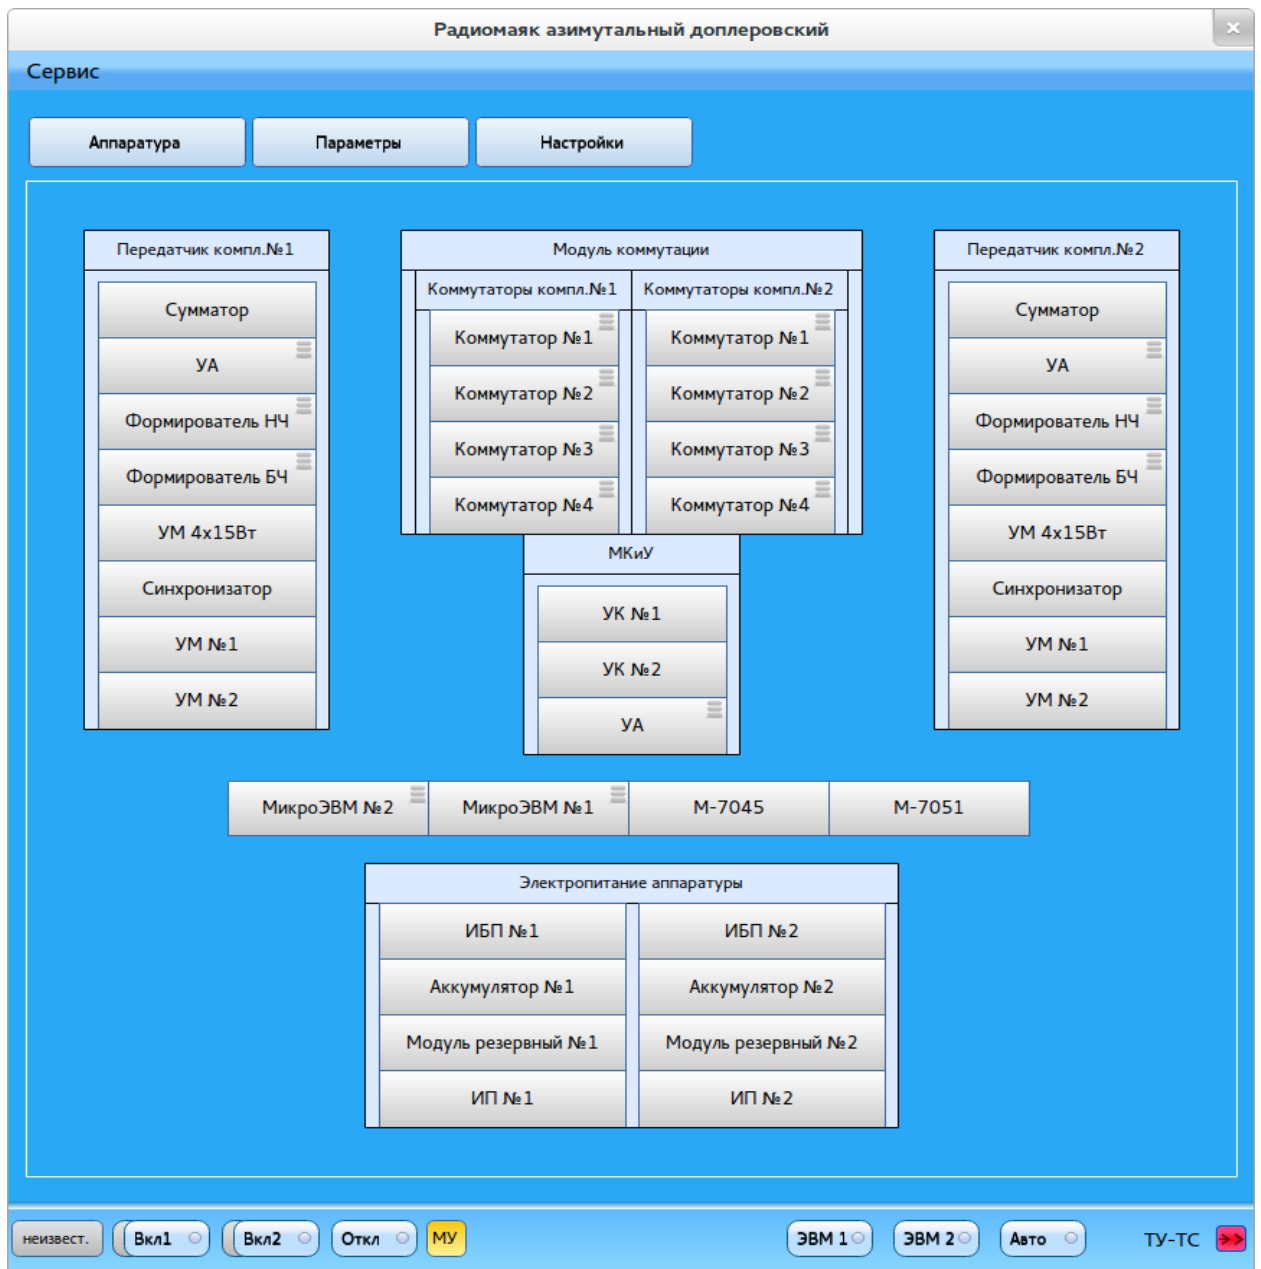 Радиомаяк азимутальный доплеровский
Сервис
Аппаратура
Параметры
Настройки
Передатчик компл.№1
Сумматор
УА
Формирователь НЧ
Формирователь БЧ
УМ 4х15Вт
Синхронизатор
УМ №1
УМ №2
Модуль коммутации
Коммутаторы компл.№1
Коммутатор №1
Коммутатор №2
Коммутатор №3
Коммутатор №4
Коммутаторы компл.№2
Коммутатор №1
Коммутатор №2
Коммутатор №3
Коммутатор №4
МКиУ
УК №1
УК №2
УА
Передатчик компл.№2
Сумматор
УА
Формирователь НЧ
Формирователь БЧ
УМ 4х15Вт
Синхронизатор
УМ №1
УМ №2
МикроЭВМ №2
МикроЭВМ №1
М-7045
М-7051
Электропитание аппаратуры
ИБП №1
Аккумулятор №1
Модуль резервный №1
ИП №1
ИБП №2
Аккумулятор №2
Модуль резервный №2
ИП №2
неизвест.
Вкл1
Вкл2
Откл
МУ
ЭВМ 1
ЭВМ 2
Авто
ТУ-ТС
>>